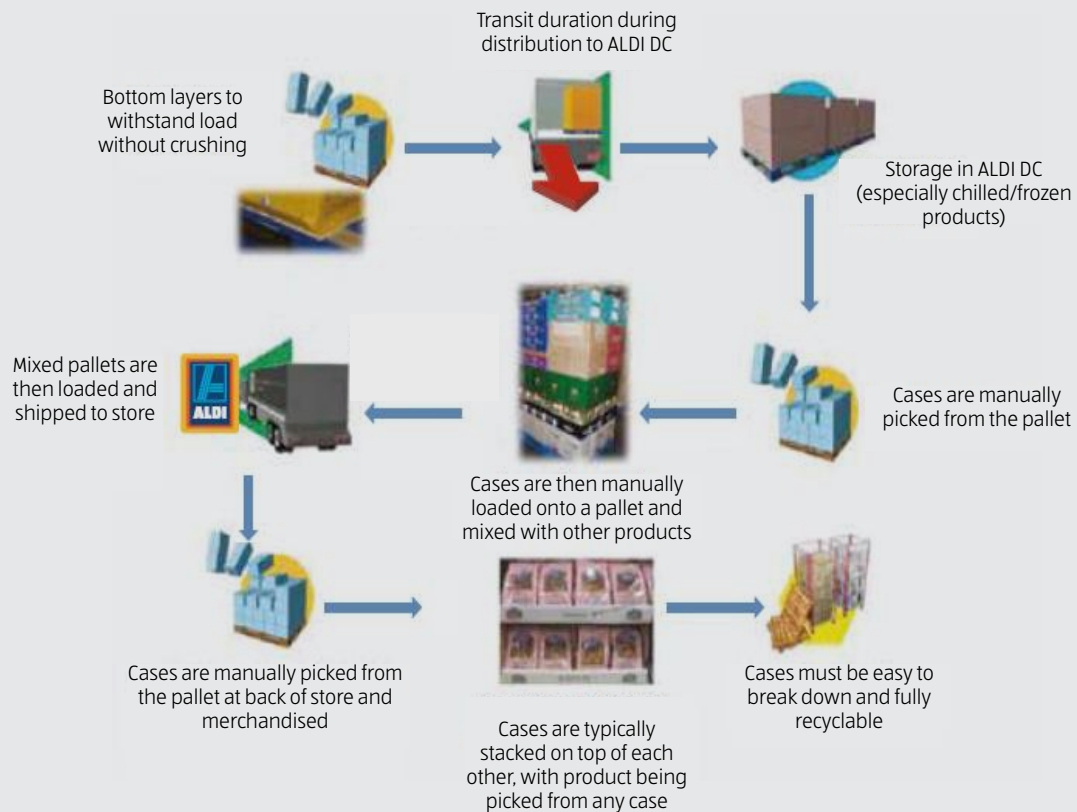 Transit duration during
distribution to ALDI DC
Bottom layers to
withstand load
without crushing
Storage in ALDI DC
(especially chilled/frozen
products)
Cases are manually
picked from the pallet
Cases are then manually
loaded onto a pallet and
mixed with other products
Mixed pallets are
then loaded and
shipped to store
ALDI
Cases are manually picked from
the pallet at back of store and
merchandised
Cases are typically
stacked on top of each
other, with product being
picked from any case
Cases must be easy to
break down and fully
recyclable